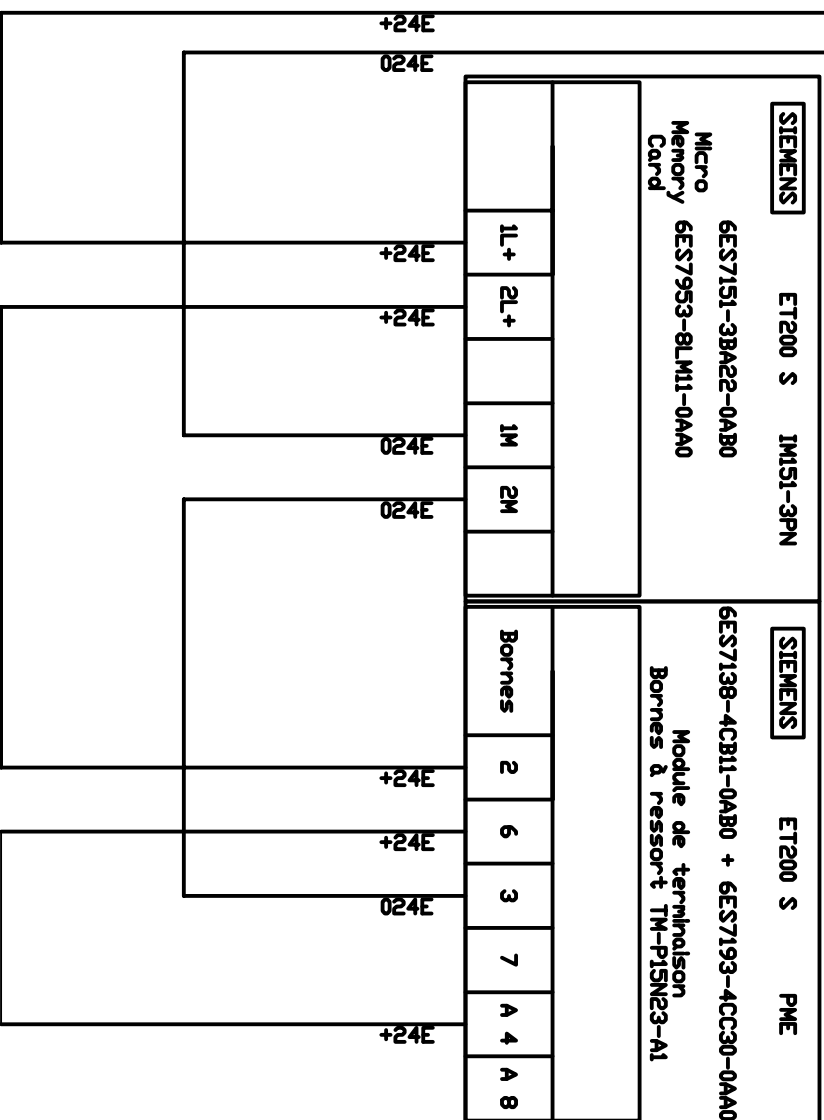 +24E
024E
SIEMENS ET200 S IM151-3PN
6ES7151-3BA22-0AB0
Micro
Memory 6ES7953-8LM11-0AA0
Card
1L+
2L+
1M
2M
+24E
+24E
024E
024E
SIEMENS ET200 S PME
6ES7138-4CB11-0AB0 + 6ES7193-4CC30-0AA0
Module de terminaison
Bornes à ressort TM-P15N23-A1
Bornes
2
6
3
7
A 4
A 8
+24E
+24E
024E
+24E